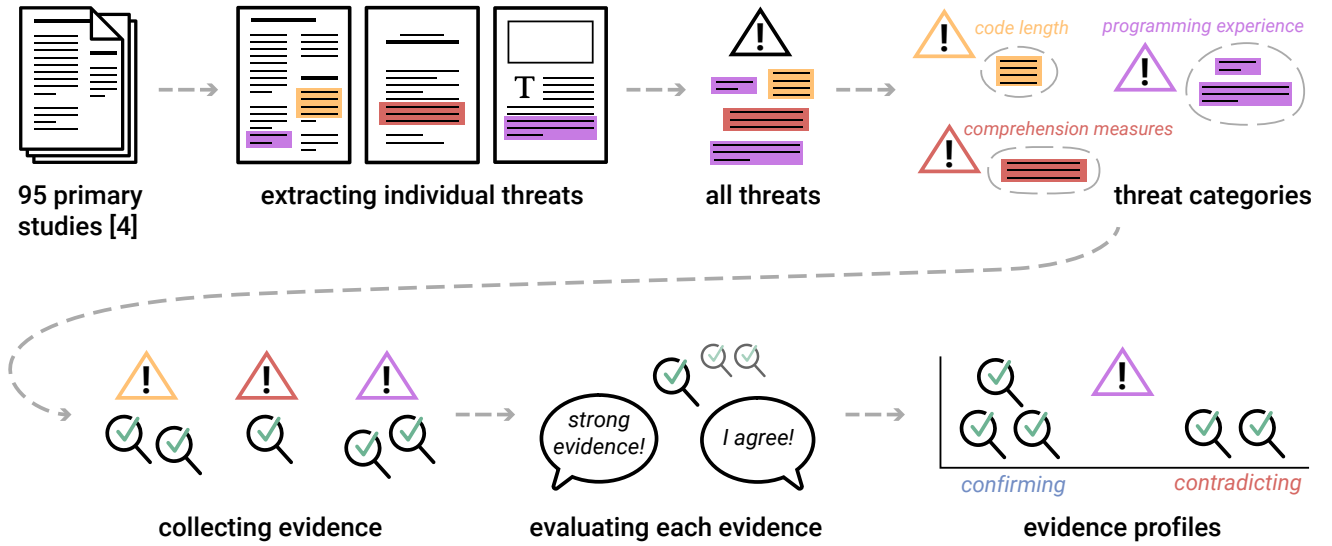 T
95 primary
studies [4]
extracting individual threats
!
all threats
!
code length
!
programming experience
!
comprehension measures
threat categories
!
!
!
collecting evidence
strong
evidence!
I agree!
evaluating each evidence
!
confirming
contradicting
evidence profiles